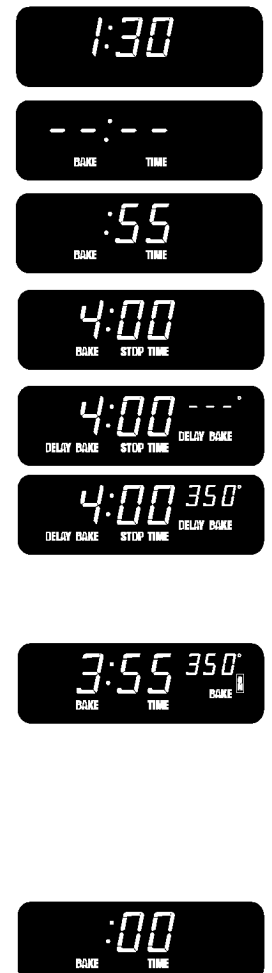 1:30
--:--
BAKE TIME
:55
BAKE TIME
4:00
BAKE STOP TIME
4:00 ---°
DELAY BAKE STOP TIME DELAY BAKE
4:00 350°
DELAY BAKE STOP TIME DELAY BAKE
3:55 350°
BAKE TIME BAKE ON
:00
BAKE TIME